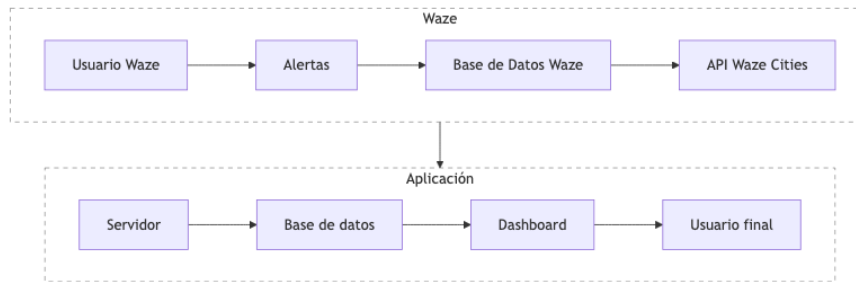 Waze
Usuario Waze
Alertas
Base de Datos Waze
API Waze Cities
Aplicación
Servidor
Base de datos
Dashboard
Usuario final